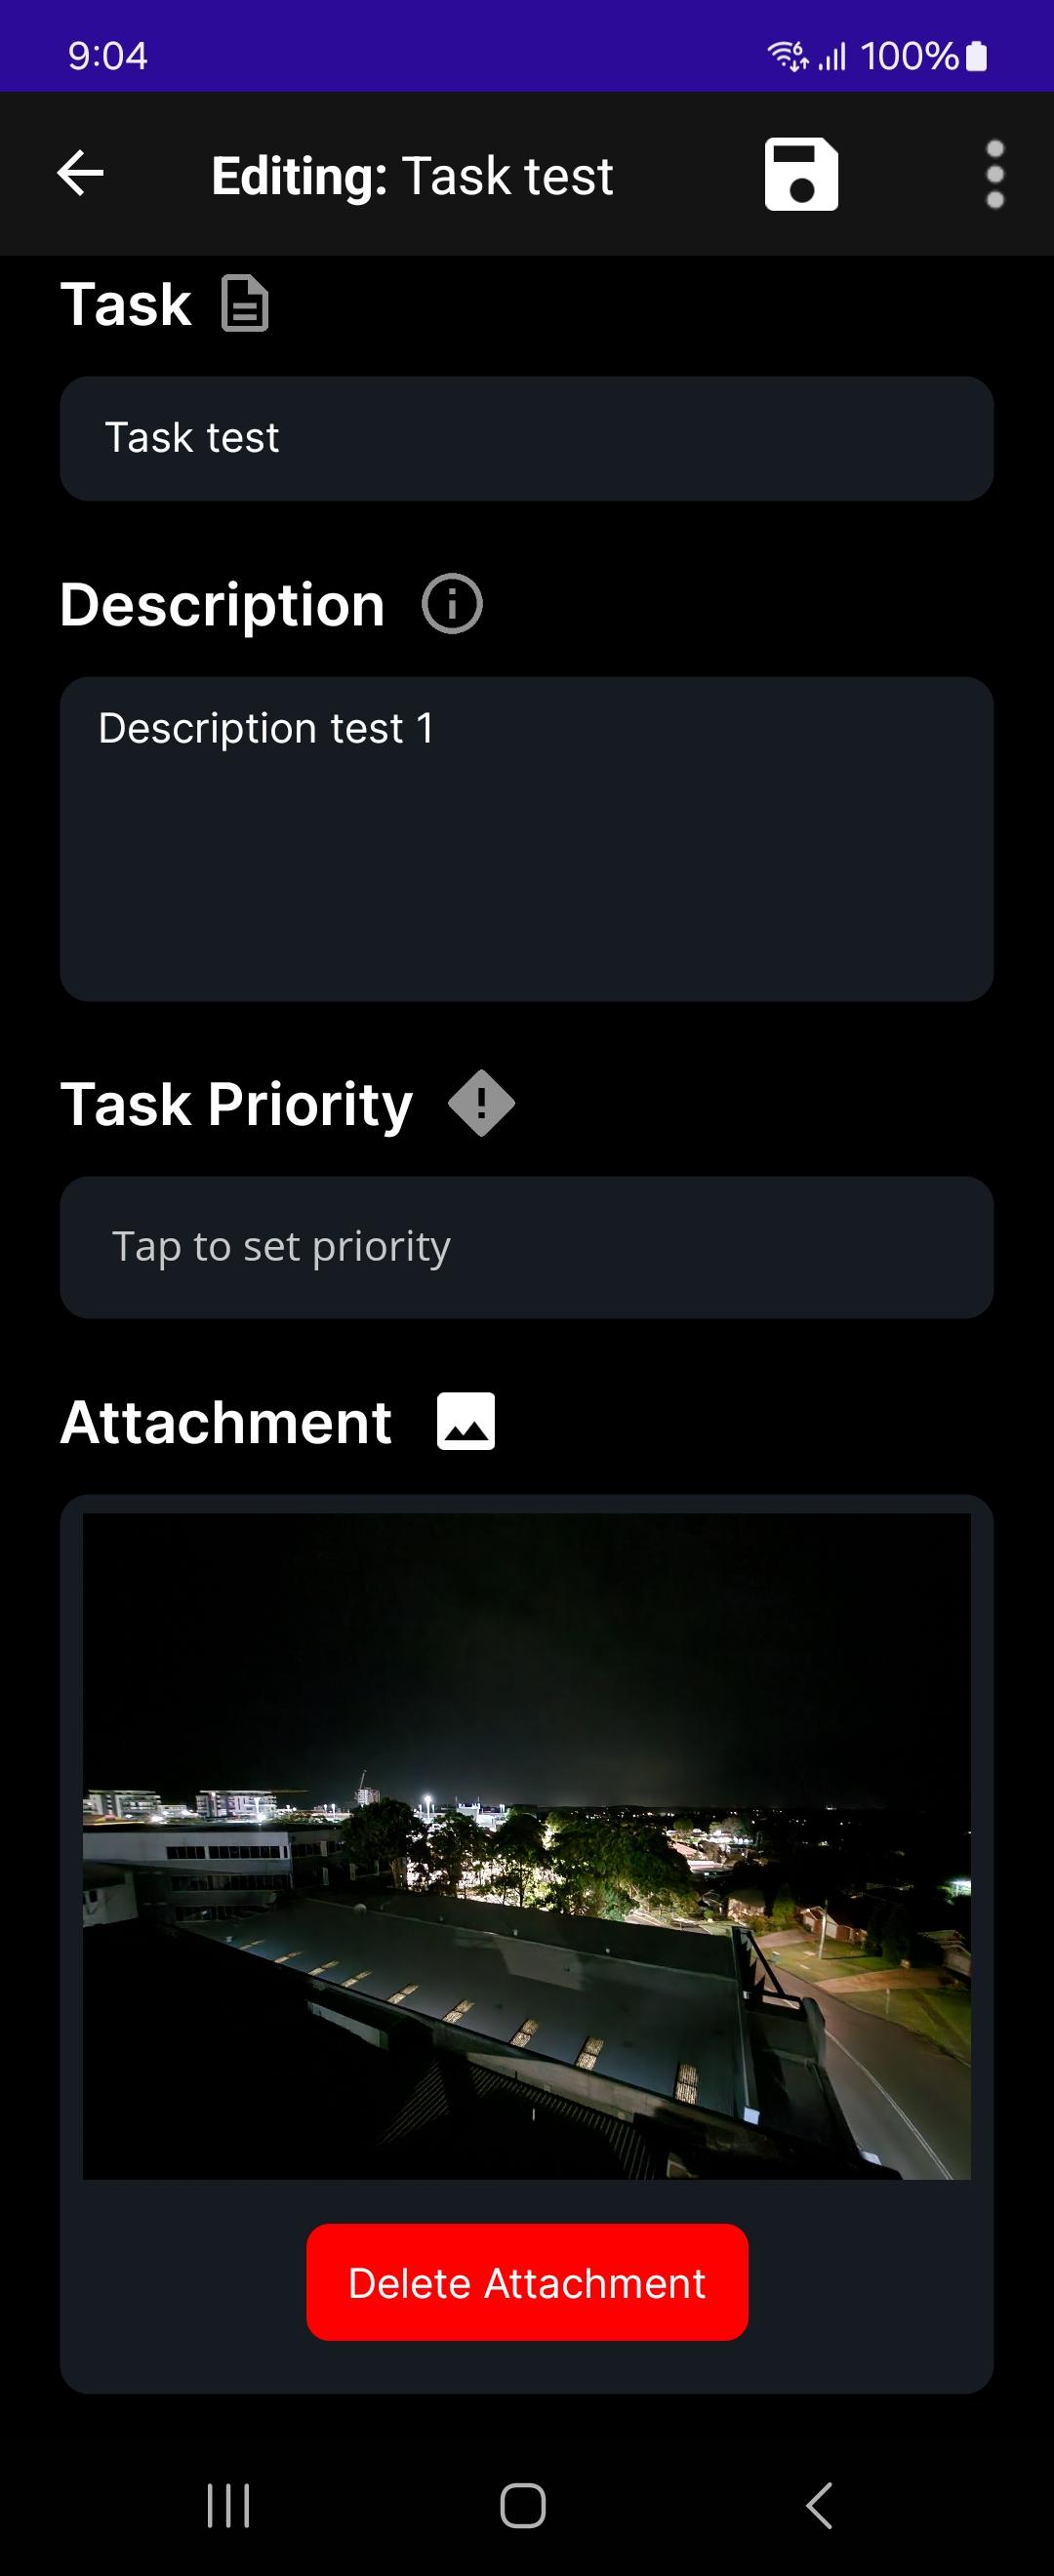 9:04 100%
Editing: Task test
Task
Task test
Description
Description test 1
Task Priority
Tap to set priority
Attachment
Delete Attachment